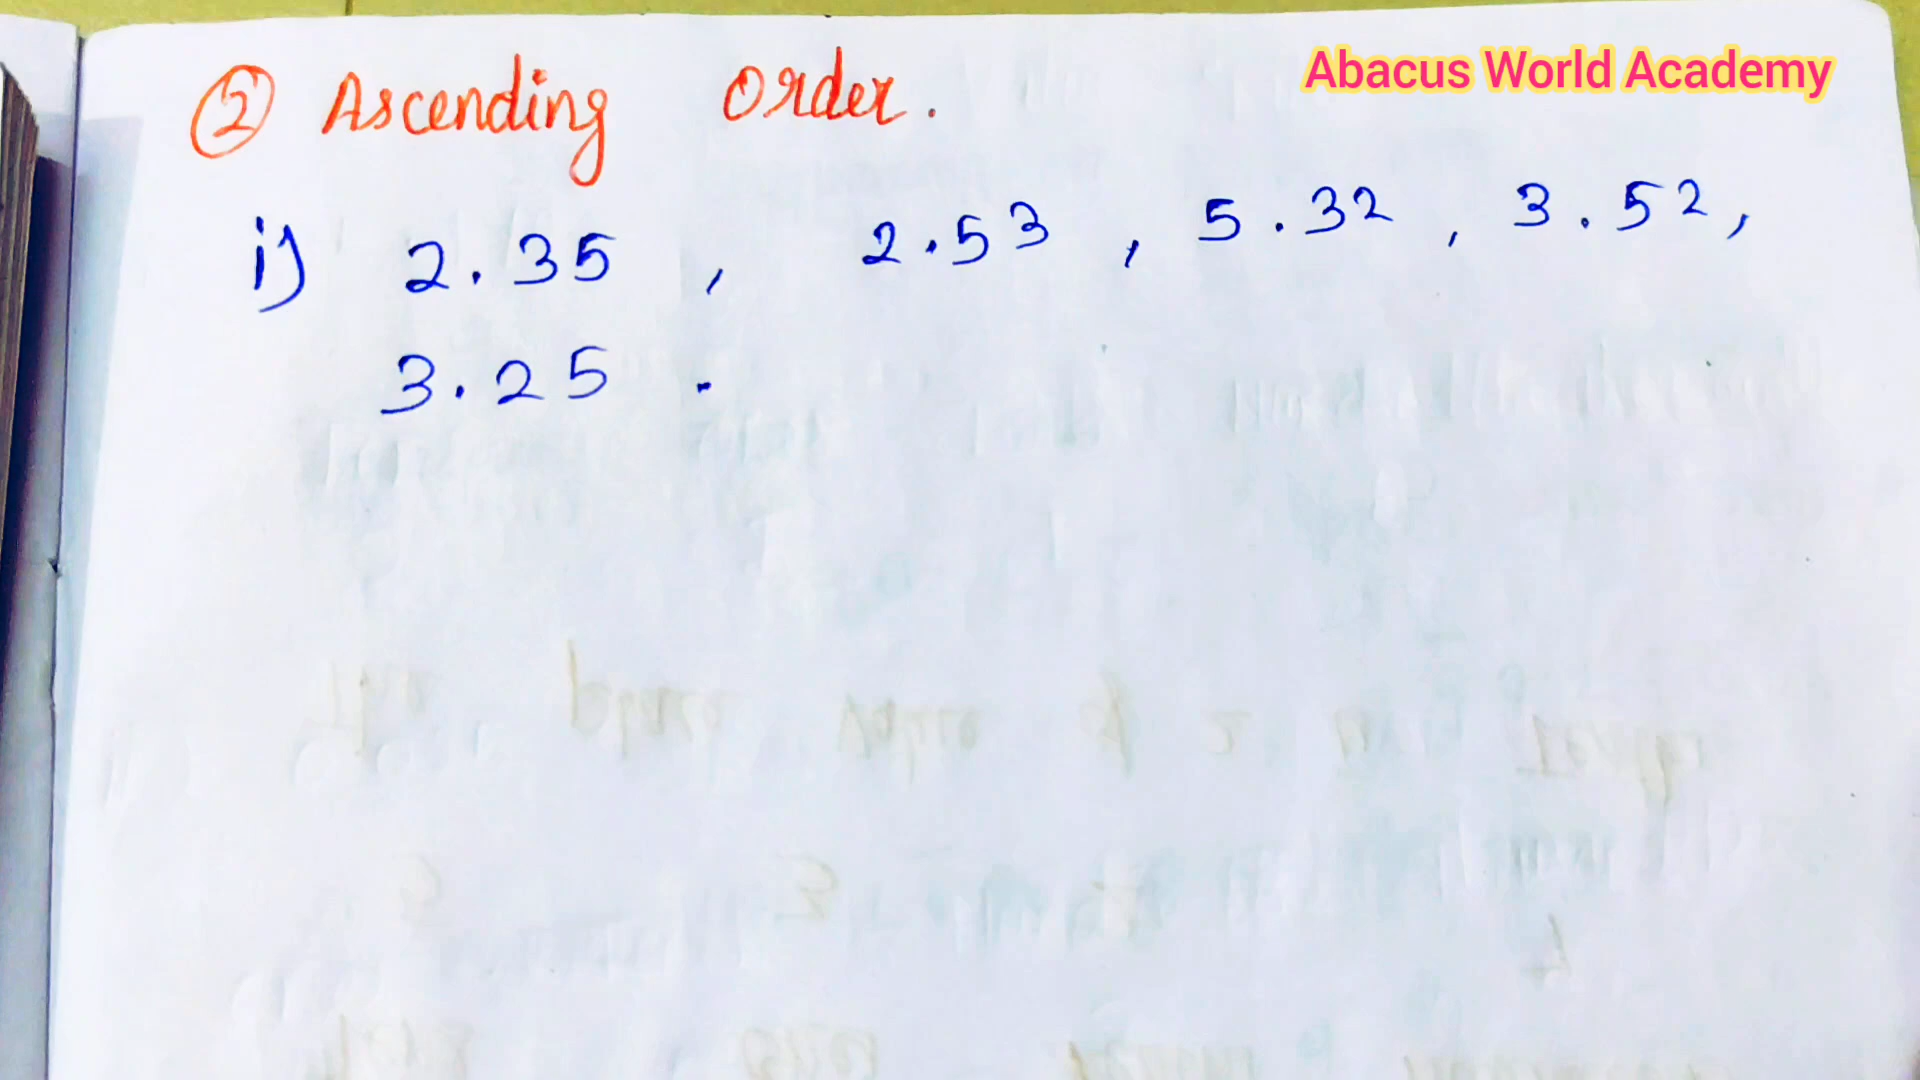 Abacus World Academy
② Ascending Order.
i) 2.35 , 2.53 , 5.32 , 3.52 ,
3.25 .